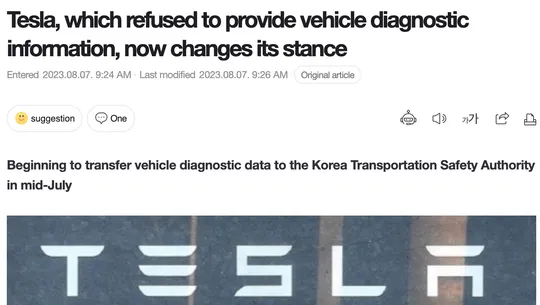 Tesla, which refused to provide vehicle diagnostic
information, now changes its stance
Entered 2023.08.07. 9:24 AM · Last modified 2023.08.07. 9:26 AM Original article
suggestion One
가가
Beginning to transfer vehicle diagnostic data to the Korea Transportation Safety Authority
in mid-July
TESLA